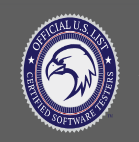 OFFICIAL U.S. LIST
CERTIFIED SOFTWARE TESTERS